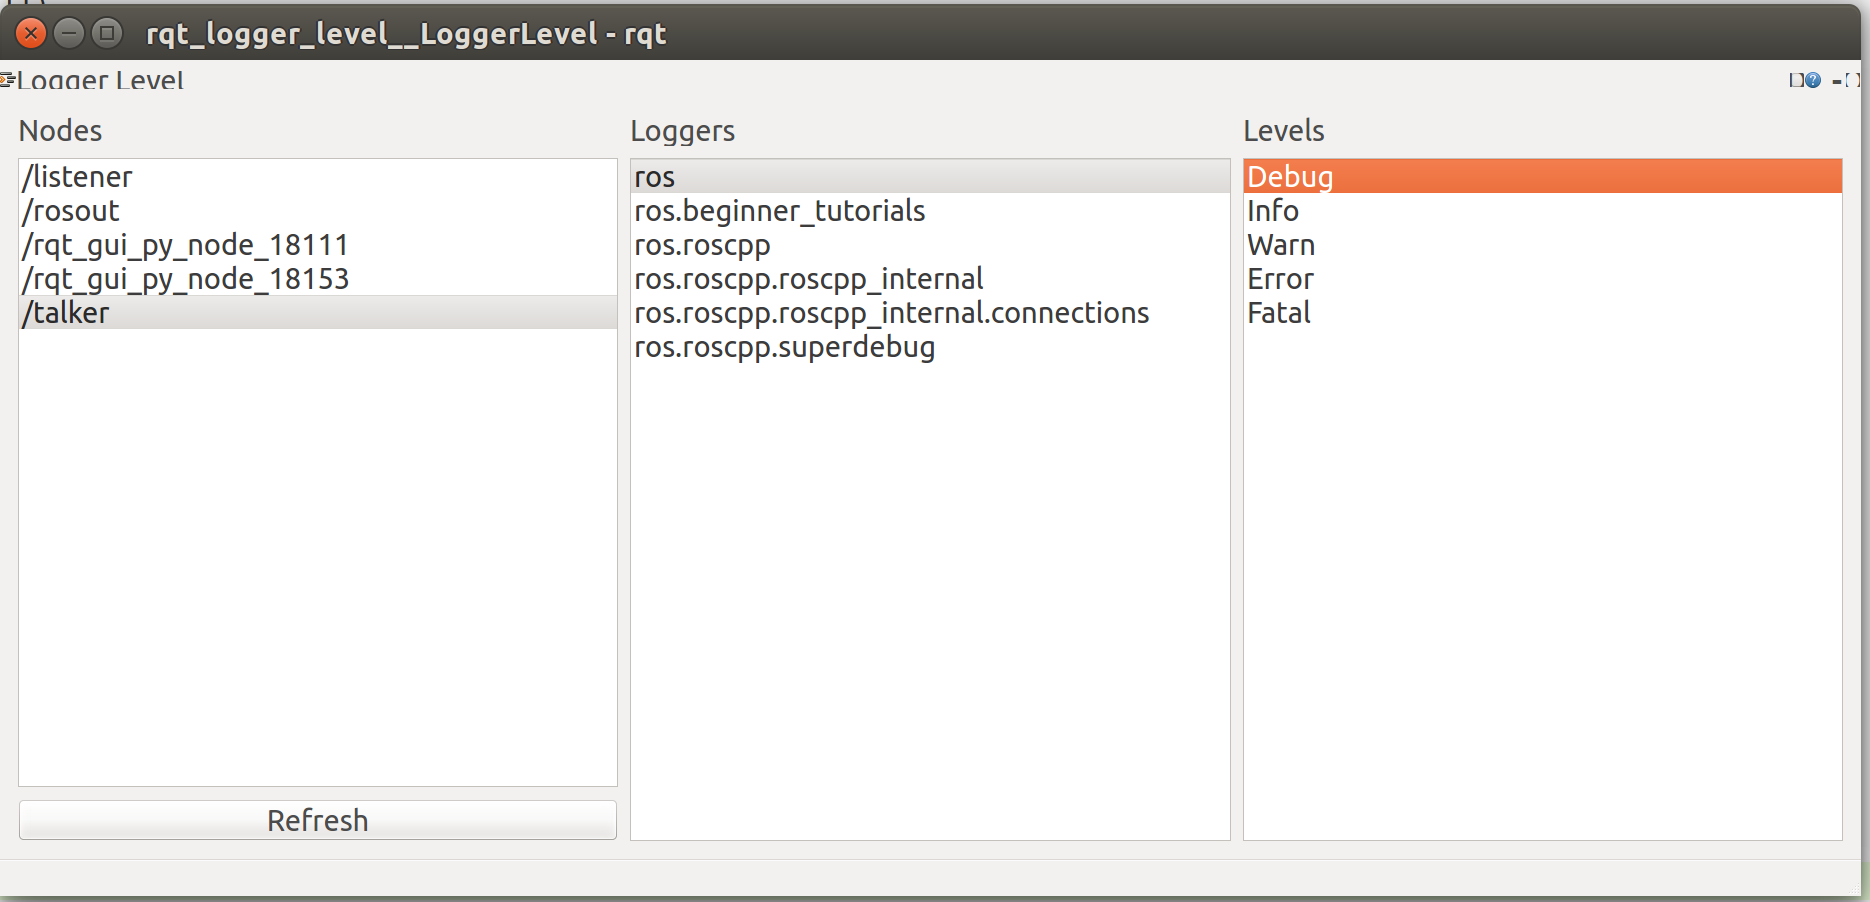 rqt_logger_level__LoggerLevel - rqt
Logger Level
Nodes
/listener
/rosout
/rqt_gui_py_node_18111
/rqt_gui_py_node_18153
/talker
Refresh
Loggers
ros
ros.beginner_tutorials
ros.roscpp
ros.roscpp.roscpp_internal
ros.roscpp.roscpp_internal.connections
ros.roscpp.superdebug
Levels
Debug
Info
Warn
Error
Fatal